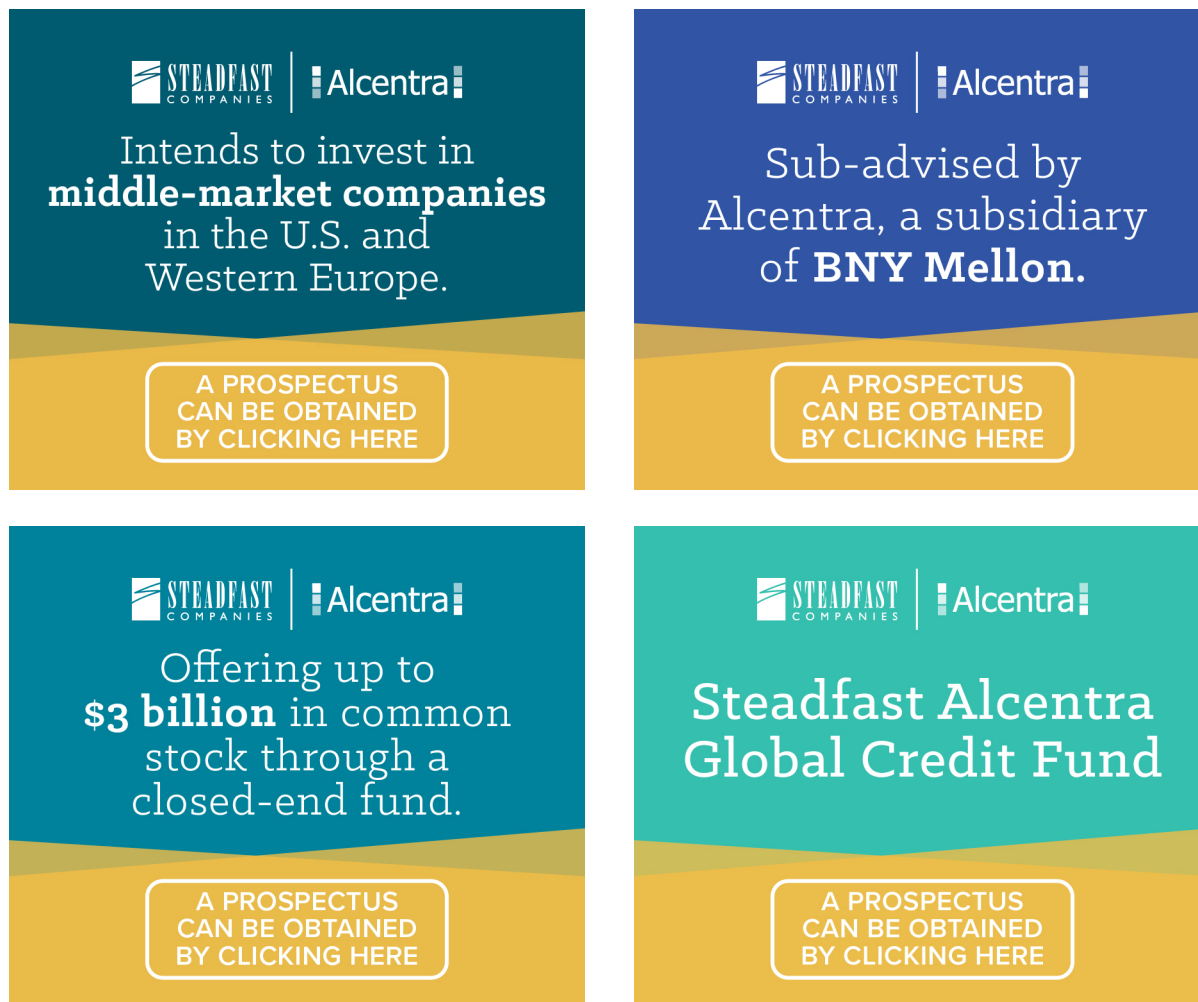 STEADFAST COMPANIES | Alcentra
Intends to invest in
middle-market companies
in the U.S. and
Western Europe.
A PROSPECTUS
CAN BE OBTAINED
BY CLICKING HERE
STEADFAST COMPANIES | Alcentra
Sub-advised by
Alcentra, a subsidiary
of BNY Mellon.
A PROSPECTUS
CAN BE OBTAINED
BY CLICKING HERE
STEADFAST COMPANIES | Alcentra
Offering up to
$3 billion in common
stock through a
closed-end fund.
A PROSPECTUS
CAN BE OBTAINED
BY CLICKING HERE
STEADFAST COMPANIES | Alcentra
Steadfast Alcentra
Global Credit Fund
A PROSPECTUS
CAN BE OBTAINED
BY CLICKING HERE